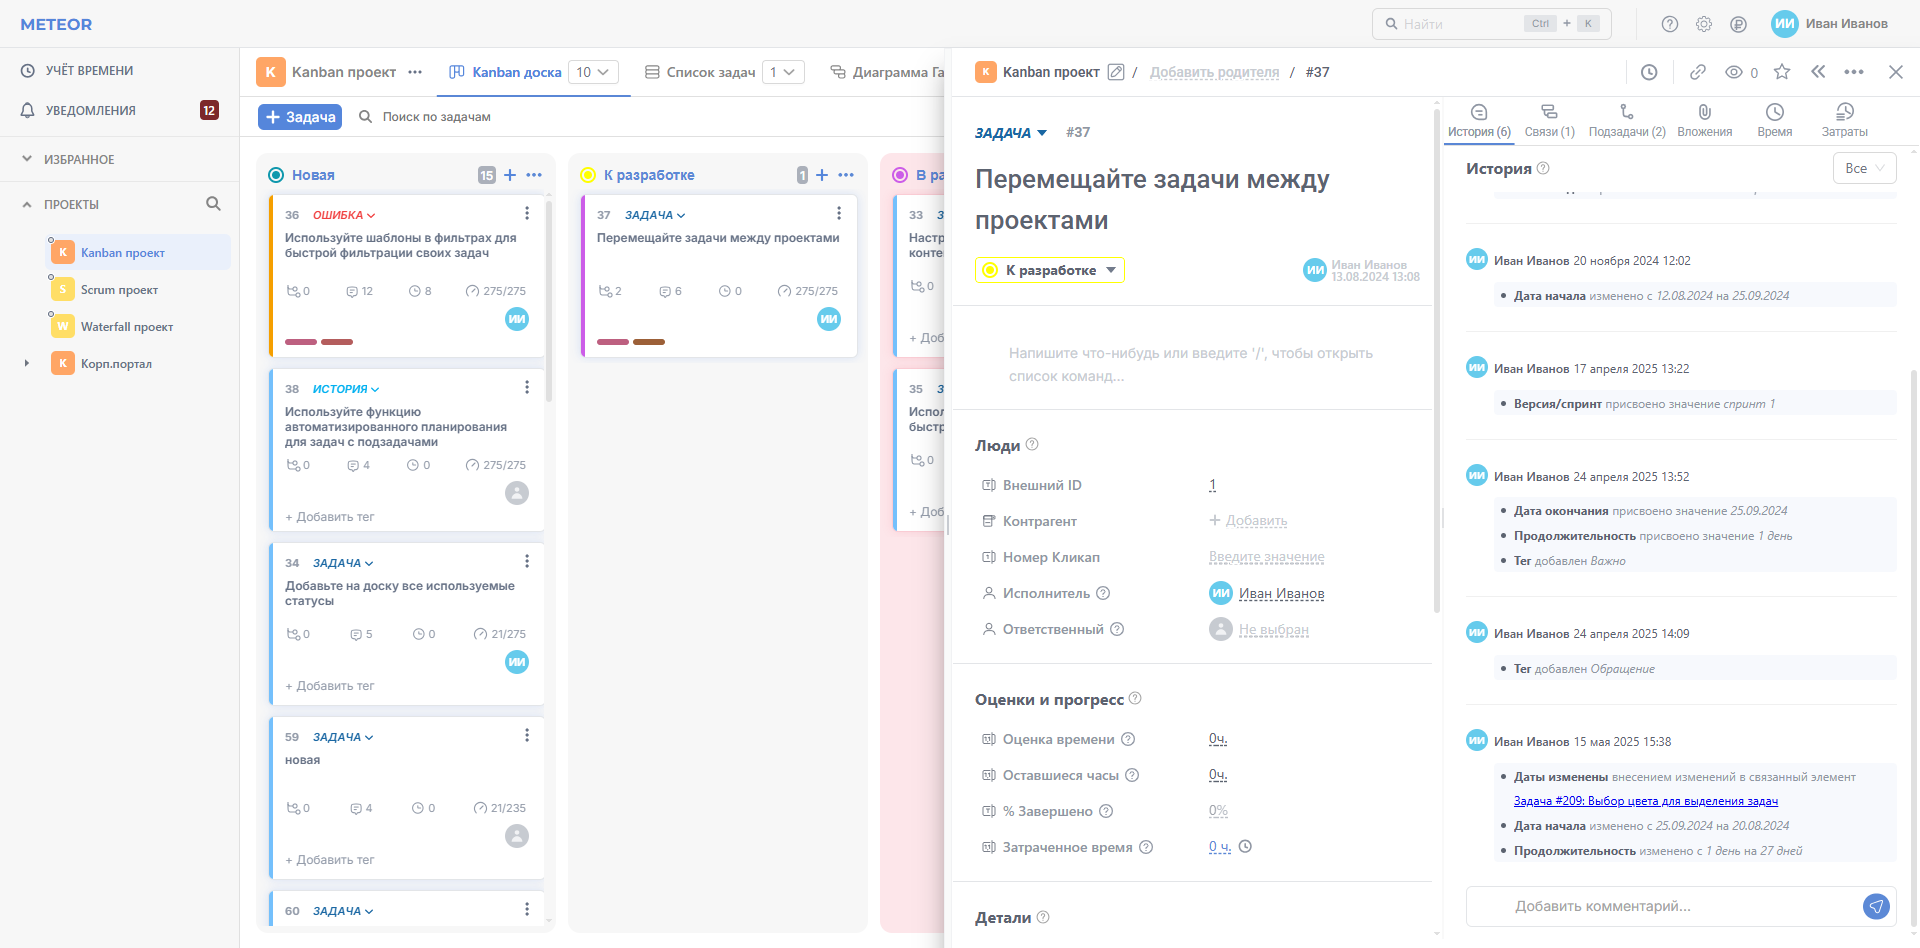 METEOR
Найти
Ctrl + K
ИИ Иван Иванов
УЧЁТ ВРЕМЕНИ
УВЕДОМЛЕНИЯ 12
ИЗБРАННОЕ
ПРОЕКТЫ
K Kanban проект
S Scrum проект
W Waterfall проект
K Корп.портал
K Kanban проект
Kanban доска 10
Список задач 1
Диаграмма Га
Задача
Поиск по задачам
Новая 15
36 ОШИБКА
Используйте шаблоны в фильтрах для
быстрой фильтрации своих задач
0 12 8 275/275
ИИ
38 ИСТОРИЯ
Используйте функцию
автоматизированного планирования
для задач с подзадачами
0 4 0 275/275
+ Добавить тег
34 ЗАДАЧА
Добавьте на доску все используемые
статусы
0 5 0 21/275
ИИ
+ Добавить тег
59 ЗАДАЧА
новая
0 4 0 21/235
+ Добавить тег
60 ЗАДАЧА
К разработке 1
37 ЗАДАЧА
Перемещайте задачи между проектами
2 6 0 275/275
ИИ
В ра
33 З
Настр
конте
0
+ Доб
35 З
Испол
быстр
0
+ Доб
K Kanban проект / Добавить родителя / #37
0
ЗАДАЧА #37
Перемещайте задачи между
проектами
К разработке
ИИ Иван Иванов
13.08.2024 13:08
Напишите что-нибудь или введите '/', чтобы открыть
список команд...
Люди
Внешний ID 1
Контрагент + Добавить
Номер Кликап Введите значение
Исполнитель ИИ Иван Иванов
Ответственный Не выбран
Оценки и прогресс
Оценка времени 0ч.
Оставшиеся часы 0ч.
% Завершено 0%
Затраченное время 0 ч.
Детали
История (6)
Связи (1)
Подзадачи (2)
Вложения
Время
Затраты
История
Все
ИИ Иван Иванов 20 ноября 2024 12:02
Дата начала изменено с 12.08.2024 на 25.09.2024
ИИ Иван Иванов 17 апреля 2025 13:22
Версия/спринт присвоено значение спринт 1
ИИ Иван Иванов 24 апреля 2025 13:52
Дата окончания присвоено значение 25.09.2024
Продолжительность присвоено значение 1 день
Тег добавлен Важно
ИИ Иван Иванов 24 апреля 2025 14:09
Тег добавлен Обращение
ИИ Иван Иванов 15 мая 2025 15:38
Даты изменены внесением изменений в связанный элемент
Задача #209: Выбор цвета для выделения задач
Дата начала изменено с 25.09.2024 на 20.08.2024
Продолжительность изменено с 1 день на 27 дней
Добавить комментарий...